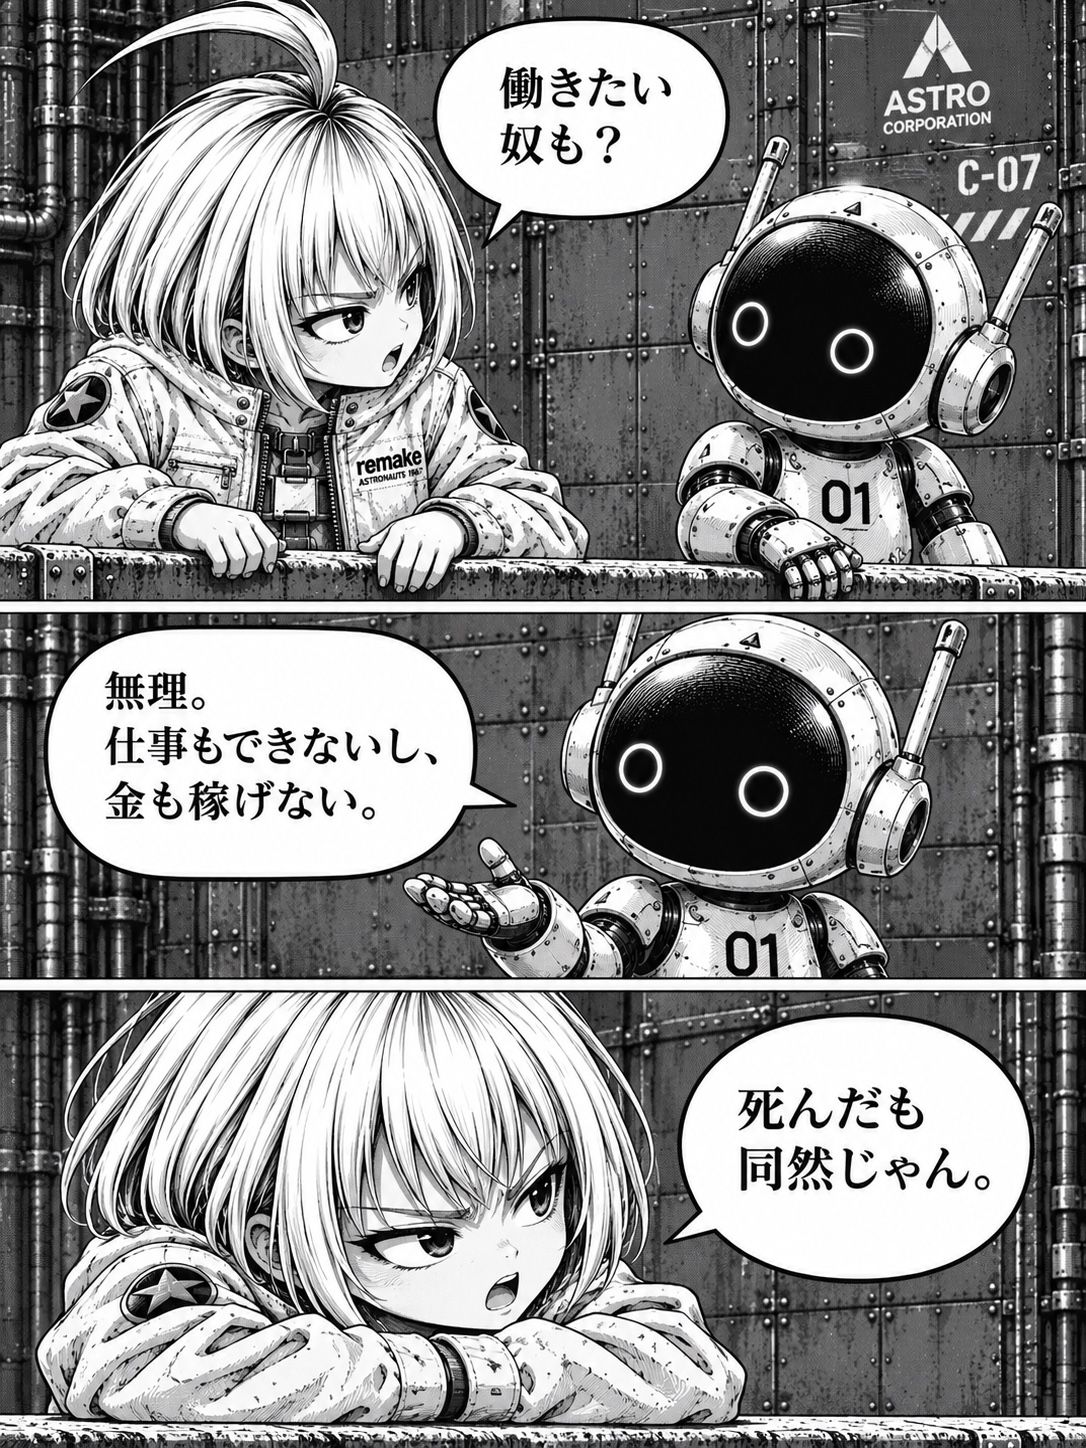 働きたい
奴も？
ASTRO
CORPORATION
C-07
remake
ASTRONAUTS
01
無理。
仕事もできないし、
金も稼げない。
01
死んだも
同然じゃん。